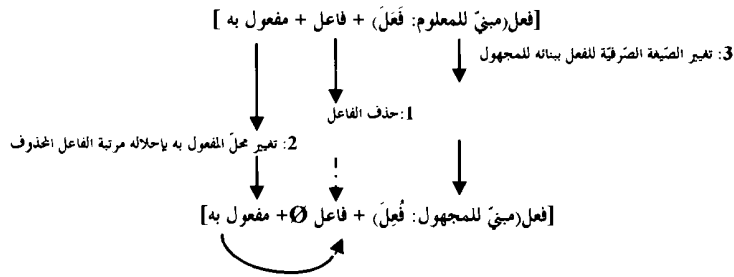 [فعل(مبنيّ للمعلوم: فَعَلَ) + فاعل + مفعول به ]
3: تغيير الصّيغة الصّرفيّة للفعل ببنائه للمجهول
1:حذف الفاعل
2: تغيير محلّ المفعول به بإحلاله مرتبة الفاعل المحذوف
[فعل(مبنيّ للمجهول: فُعِلَ) + فاعل Ø+ مفعول به]